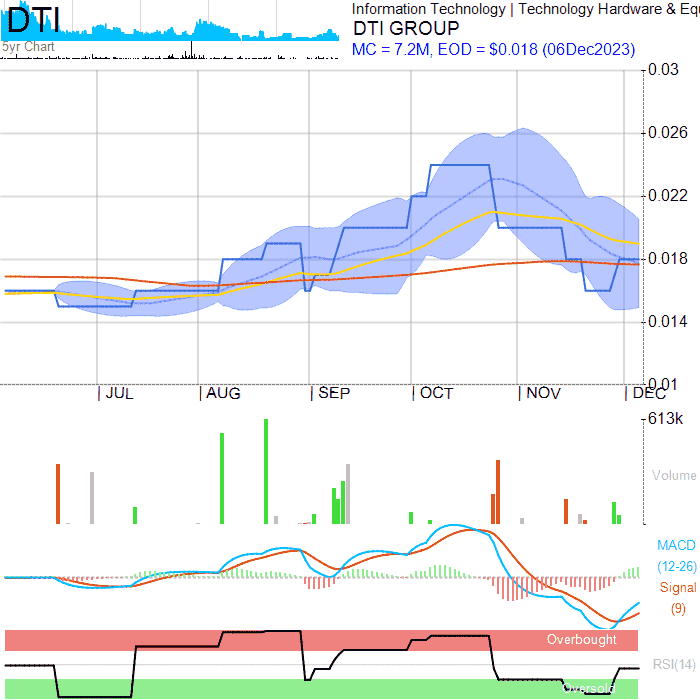 DTI
5yr Chart
Information Technology | Technology Hardware & Eq
DTI GROUP
MC = 7.2M, EOD = $0.018 (06Dec2023)
0.03
0.026
0.022
0.018
0.014
0.01
JUL AUG SEP OCT NOV DEC
613k
Volume
0
MACD
(12-26)
Signal
(9)
Overbought
RSI(14)
Oversold